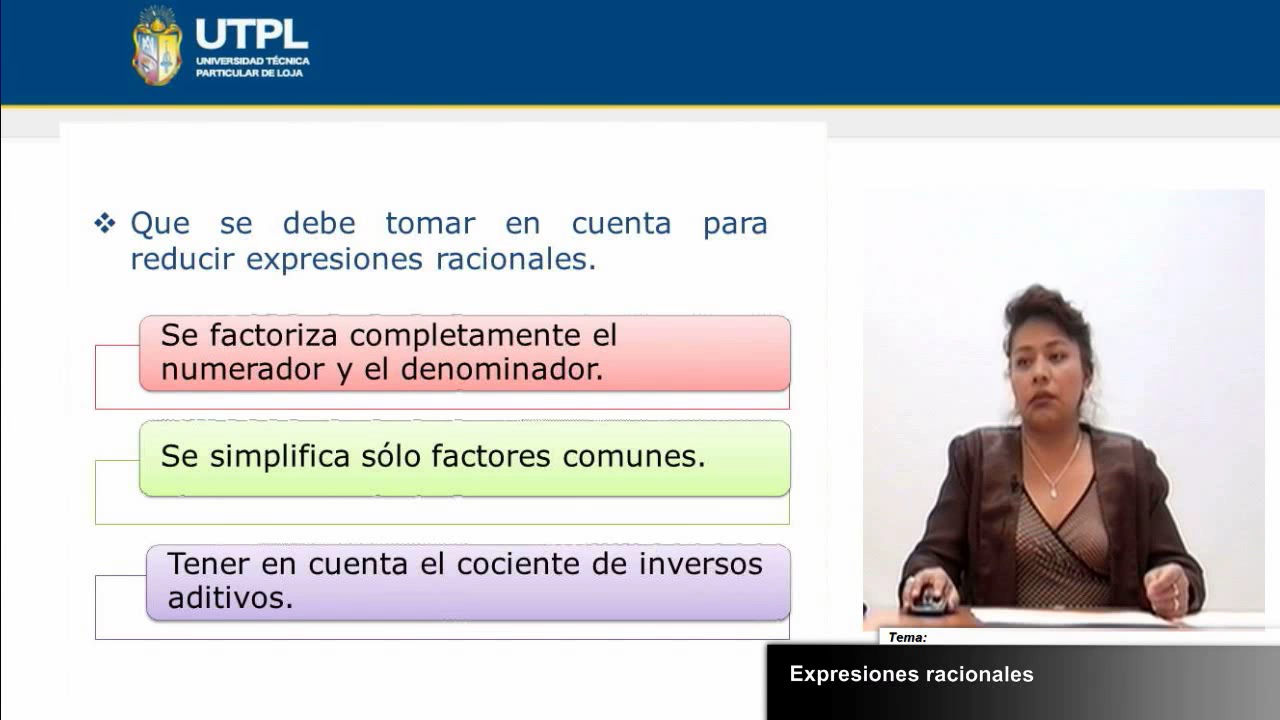 UTPL
UNIVERSIDAD TÉCNICA
PARTICULAR DE LOJA
Que se debe tomar en cuenta para
reducir expresiones racionales.
Se factoriza completamente el
numerador y el denominador.
Se simplifica sólo factores comunes.
Tener en cuenta el cociente de inversos
aditivos.
Tema:
Expresiones racionales